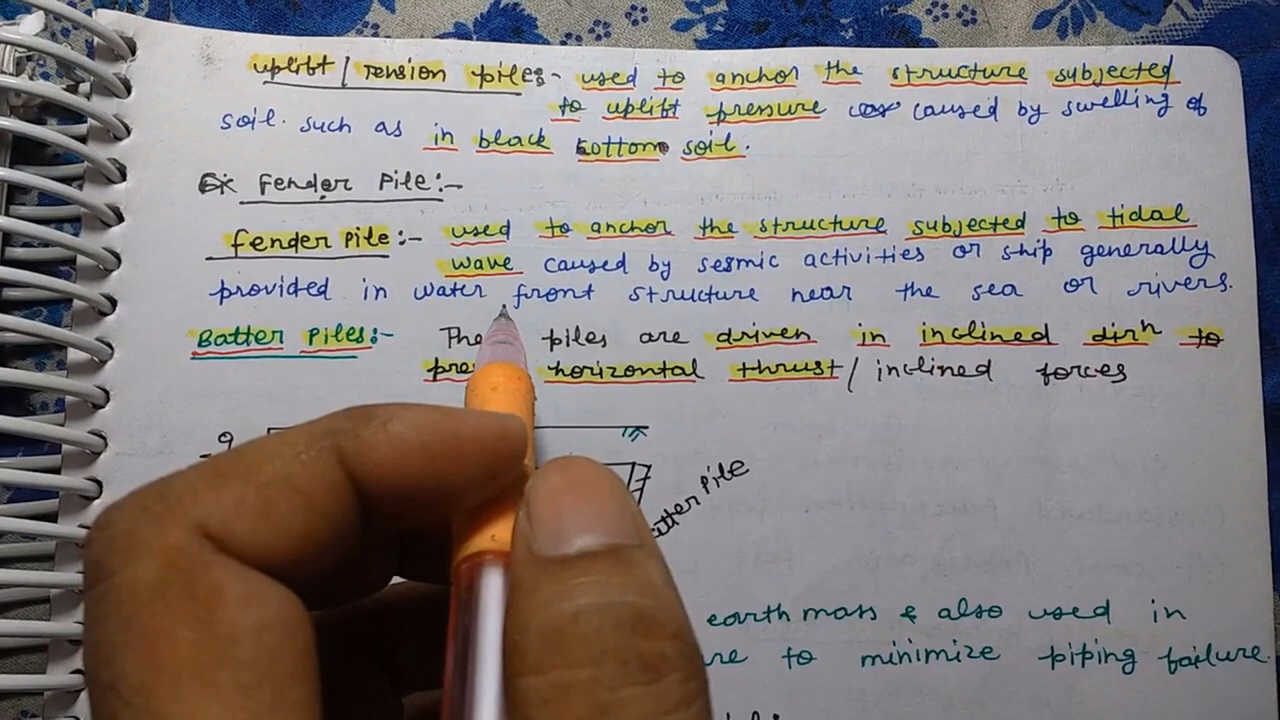 uplift / Tension piles- used to anchor the structure subjected
to uplift pressure caused by swelling of
soil. such as in black cottom soil.
Ex Fender Pile:-
fender Pile:- used to anchor the structure subjected to tidal
wave caused by sesmic activities or ship generally
provided in water front structure near the sea or rivers.
Batter Piles:- The piles are driven in inclined dirn to
pre horizontal thrust / inclined forces
atter Pile
earth mass & also used in
re to minimize piping failure.